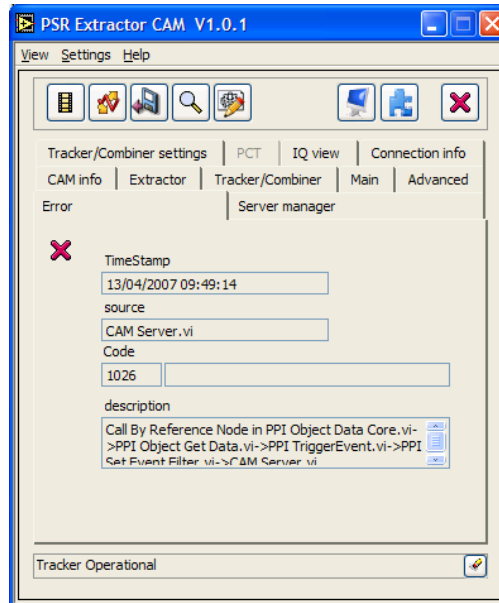 PSR Extractor CAM V1.0.1
View Settings Help
Tracker/Combiner settings PCT IQ view Connection info
CAM info Extractor Tracker/Combiner Main Advanced
Error Server manager
TimeStamp
13/04/2007 09:49:14
source
CAM Server.vi
Code
1026
description
Call By Reference Node in PPI Object Data Core.vi-
>PPI Object Get Data.vi->PPI TriggerEvent.vi->PPI
Set Event Filter.vi->CAM Server.vi
Tracker Operational